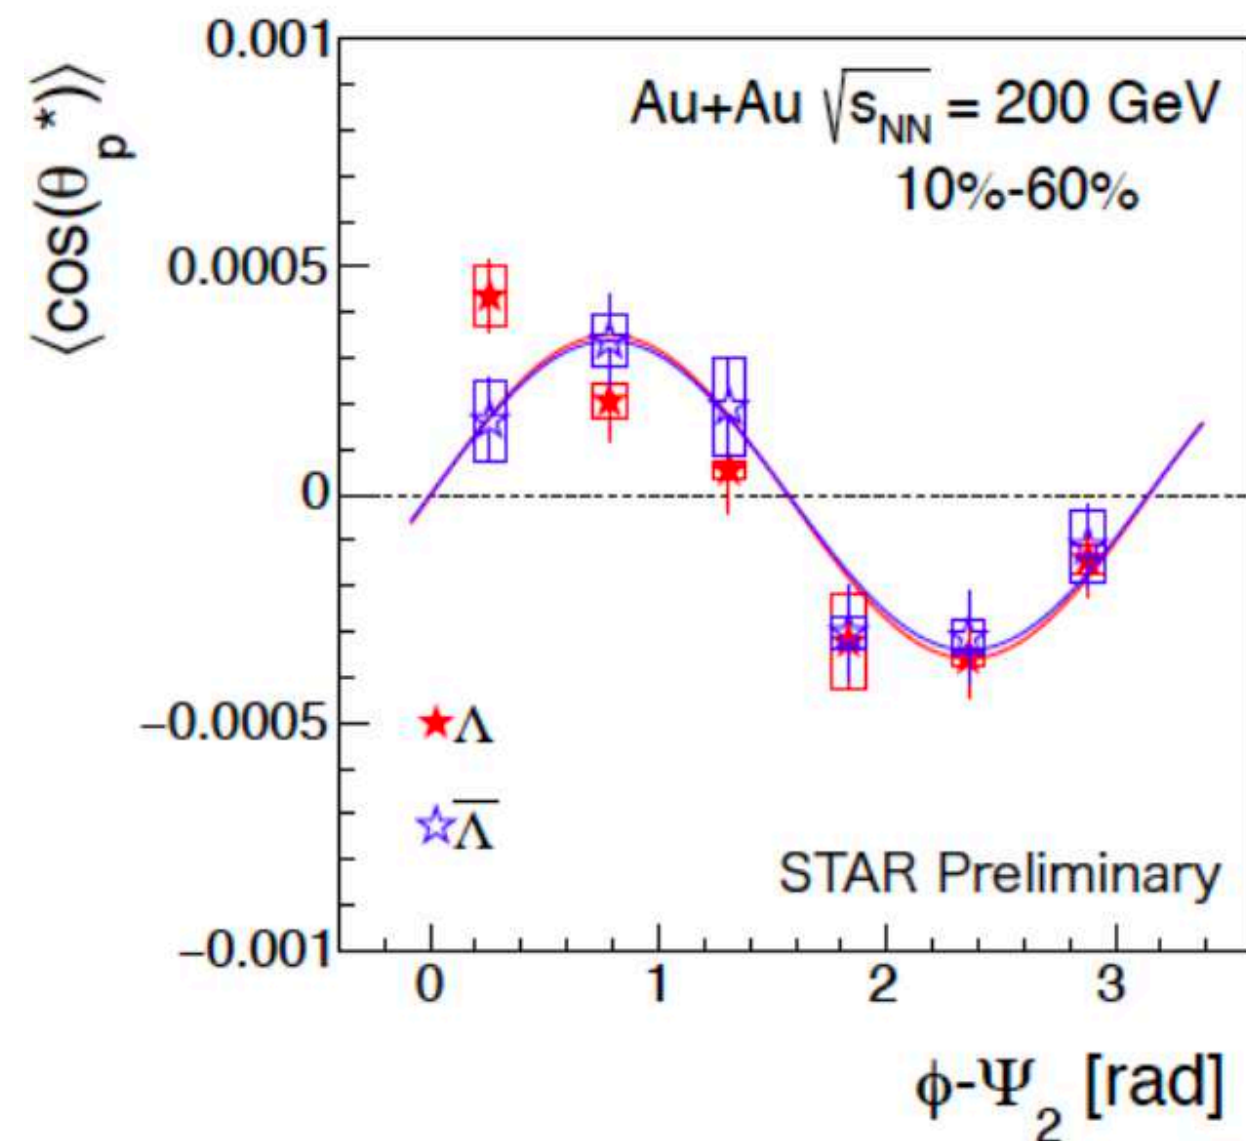 0.001
⟨cos(θp*)⟩
Au+Au √sNN = 200 GeV
10%-60%
0.0005
0
−0.0005
Λ
Λ̅
STAR Preliminary
−0.001
0 1 2 3
ϕ-Ψ2 [rad]